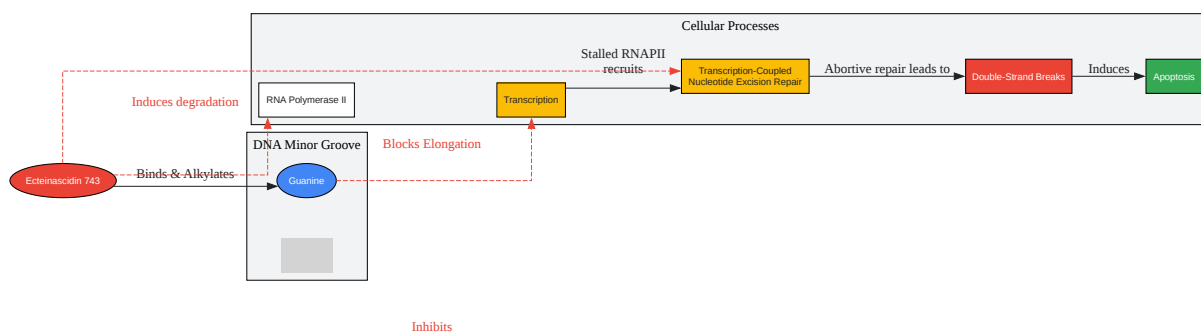 Cellular Processes
Stalled RNAPII
recruits
Transcription-Coupled
Nucleotide Excision Repair
Abortive repair leads to
Double-Strand Breaks
Induces
Apoptosis
Induces degradation
RNA Polymerase II
Transcription
DNA Minor Groove
Blocks Elongation
Ecteinascidin 743
Binds & Alkylates
Guanine
Inhibits